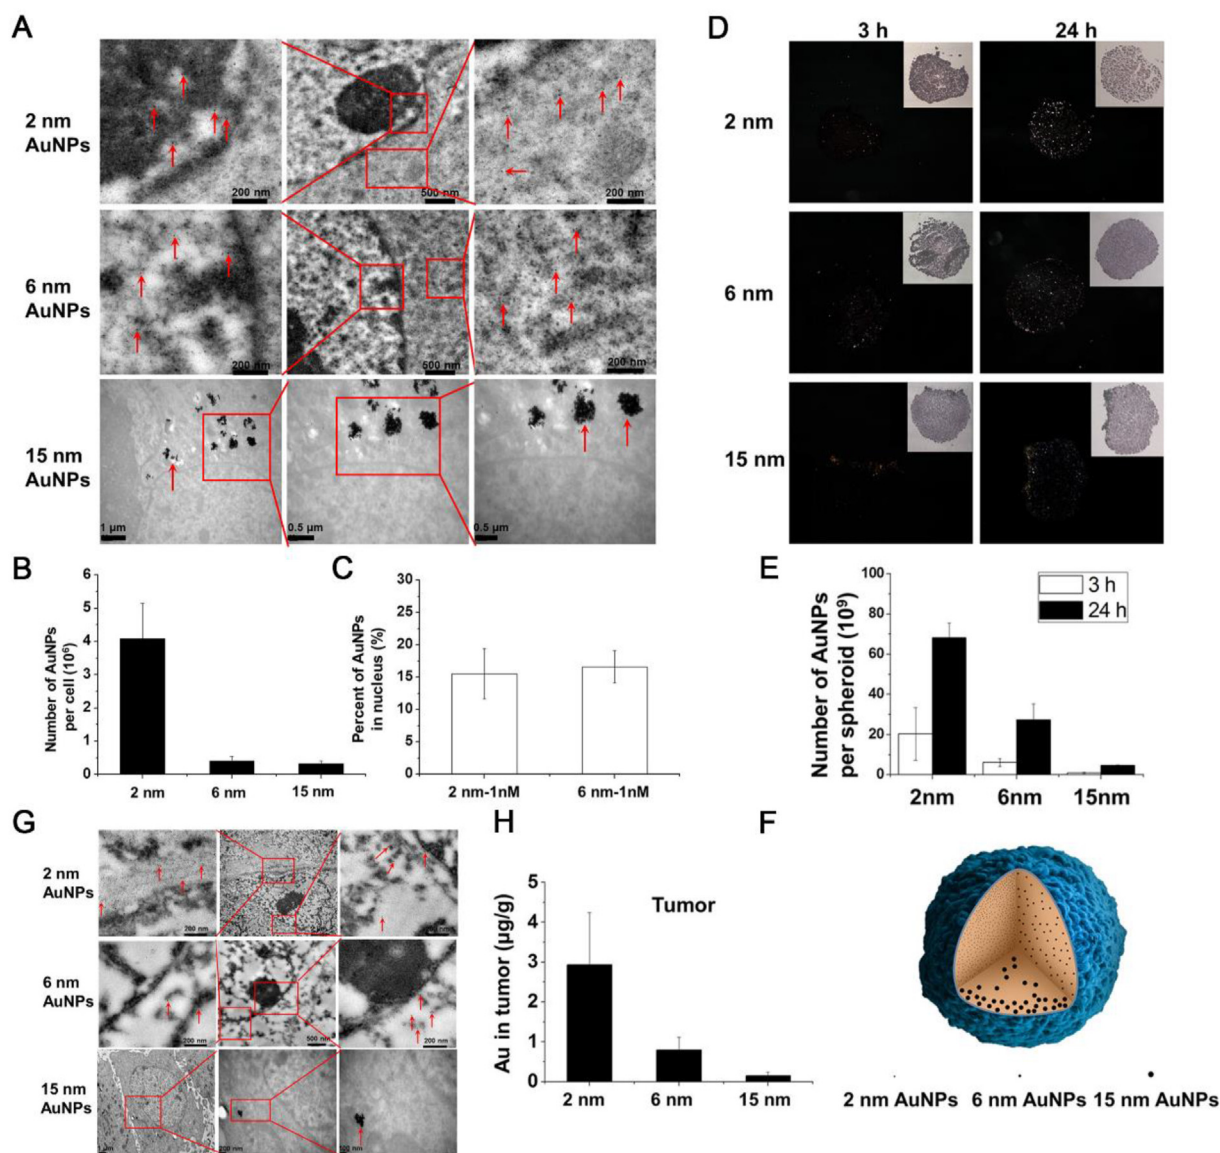 A
2 nm
AuNPs
200 nm
500 nm
200 nm
6 nm
AuNPs
200 nm
500 nm
200 nm
15 nm
AuNPs
1 µm
0.5 µm
0.5 µm
D
3 h
24 h
2 nm
6 nm
15 nm
B
Number of AuNPs
per cell (10⁶)
6
5
4
3
2
1
0
2 nm
6 nm
15 nm
C
Percent of AuNPs
in nucleus (%)
30
25
20
15
10
5
0
2 nm-1nM
6 nm-1nM
E
Number of AuNPs
per spheroid (10⁹)
100
80
60
40
20
0
3 h
24 h
2nm
6nm
15nm
G
2 nm
AuNPs
200 nm
6 nm
AuNPs
200 nm
500 nm
200 nm
15 nm
AuNPs
1 µm
200 nm
H
Au in tumor (µg/g)
5
4
3
2
1
0
Tumor
2 nm
6 nm
15 nm
F
2 nm AuNPs
6 nm AuNPs
15 nm AuNPs